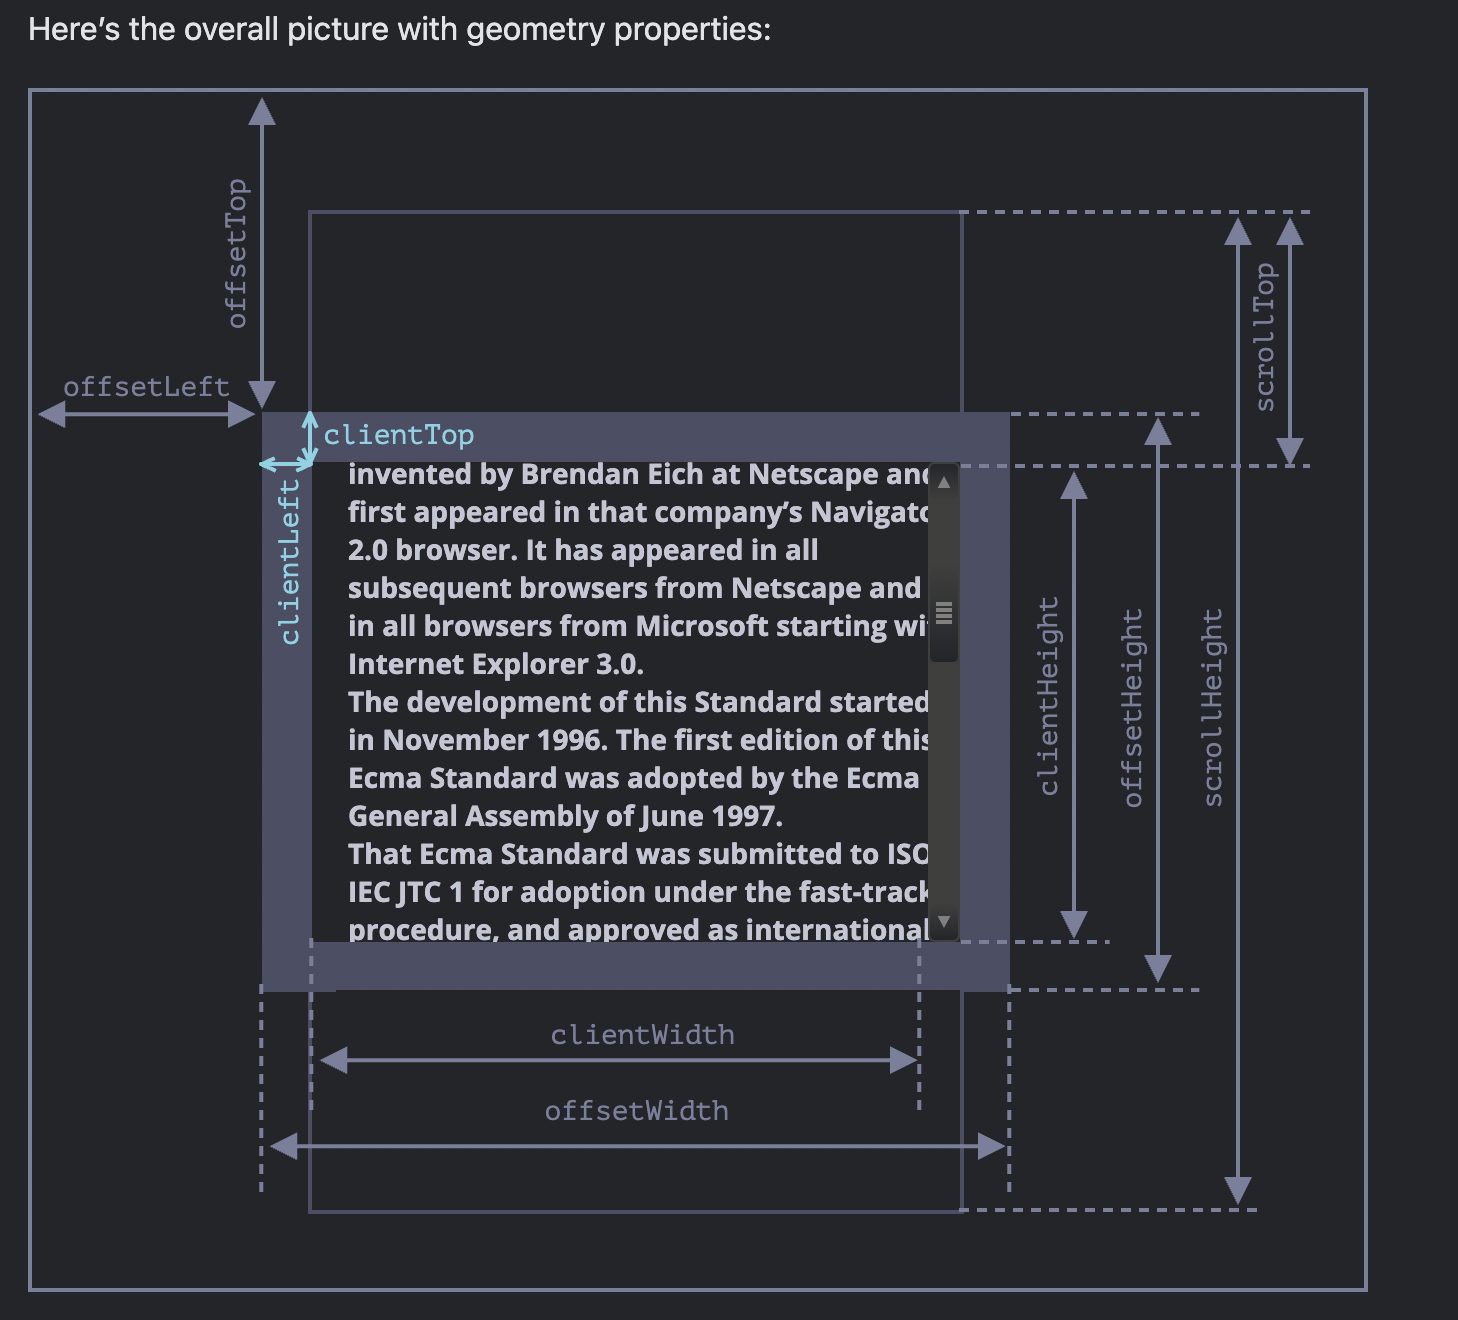 Here’s the overall picture with geometry properties:
offsetTop
offsetLeft
scrollTop
clientTop
clientLeft
invented by Brendan Eich at Netscape and
first appeared in that company’s Navigato
2.0 browser. It has appeared in all
subsequent browsers from Netscape and
in all browsers from Microsoft starting wi
Internet Explorer 3.0.
The development of this Standard started
in November 1996. The first edition of this
Ecma Standard was adopted by the Ecma
General Assembly of June 1997.
That Ecma Standard was submitted to ISO
IEC JTC 1 for adoption under the fast-track
procedure, and approved as international
clientHeight
offsetHeight
scrollHeight
clientWidth
offsetWidth